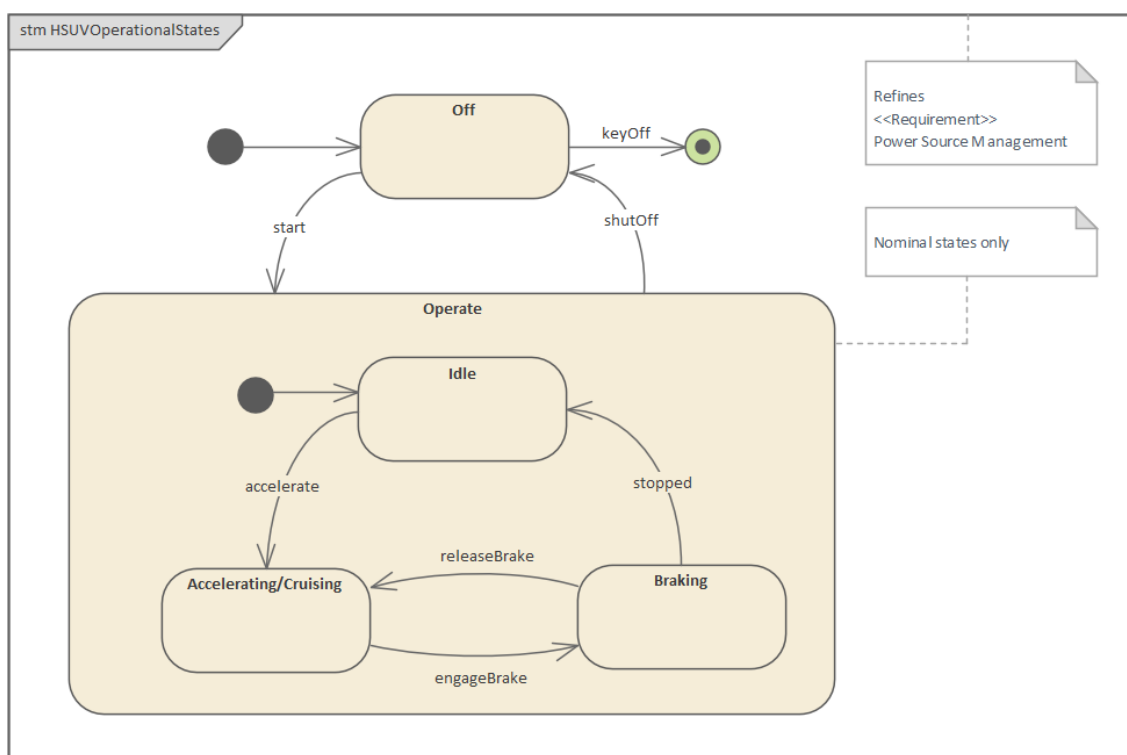 stm HSUVOperationalStates
Refines
<<Requirement>>
Power Source Management
Off
keyOff
start
shutOff
Nominal states only
Operate
Idle
accelerate
stopped
releaseBrake
Accelerating/Cruising
Braking
engageBrake